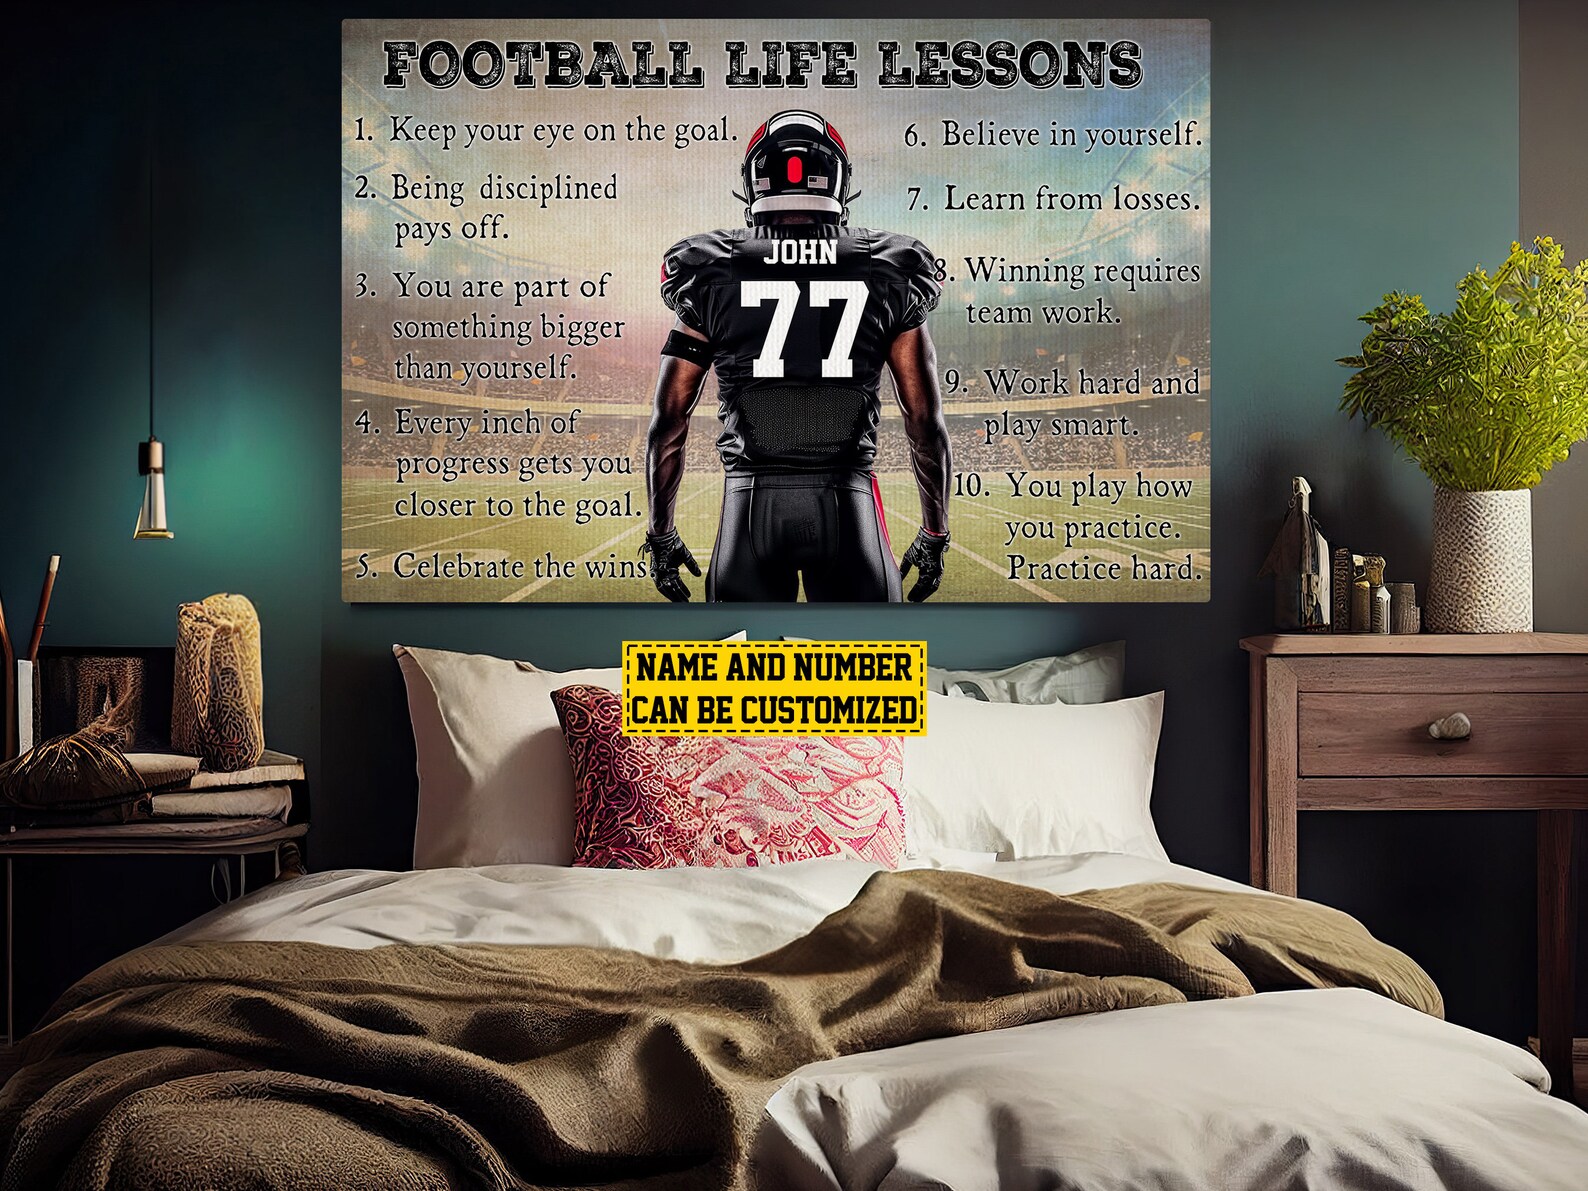 FOOTBALL LIFE LESSONS
1. Keep your eye on the goal.
2. Being disciplined
pays off.
3. You are part of
something bigger
than yourself.
4. Every inch of
progress gets you
closer to the goal.
5. Celebrate the wins
JOHN
77
6. Believe in yourself.
7. Learn from losses.
8. Winning requires
team work.
9. Work hard and
play smart.
10. You play how
you practice.
Practice hard.
NAME AND NUMBER
CAN BE CUSTOMIZED